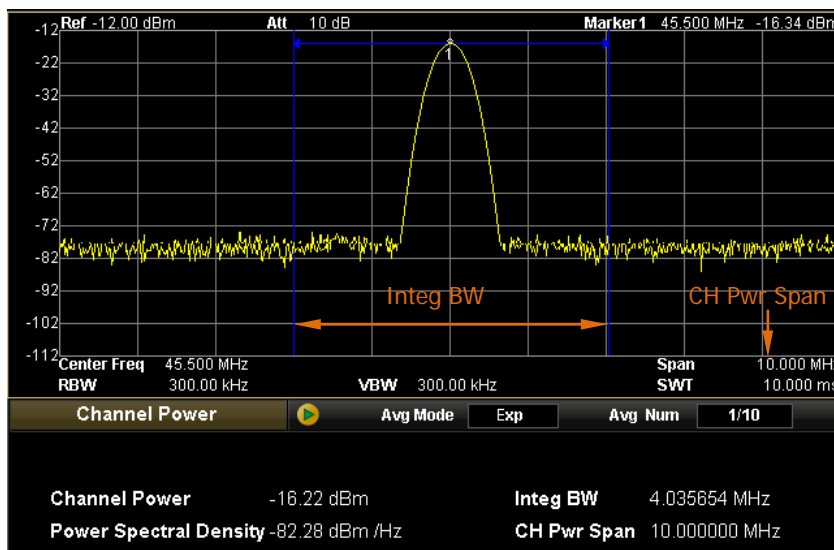 Ref -12.00 dBm Att 10 dB Marker1 45.500 MHz -16.34 dBm
-12
1
-22
-32
-42
-52
-62
-72
-82
-92
Integ BW CH Pwr Span
-102
-112
Center Freq 45.500 MHz Span 10.000 MHz
RBW 300.00 kHz VBW 300.00 kHz SWT 10.000 ms
Channel Power Avg Mode Exp Avg Num 1/10
Channel Power -16.22 dBm Integ BW 4.035654 MHz
Power Spectral Density -82.28 dBm /Hz CH Pwr Span 10.000000 MHz